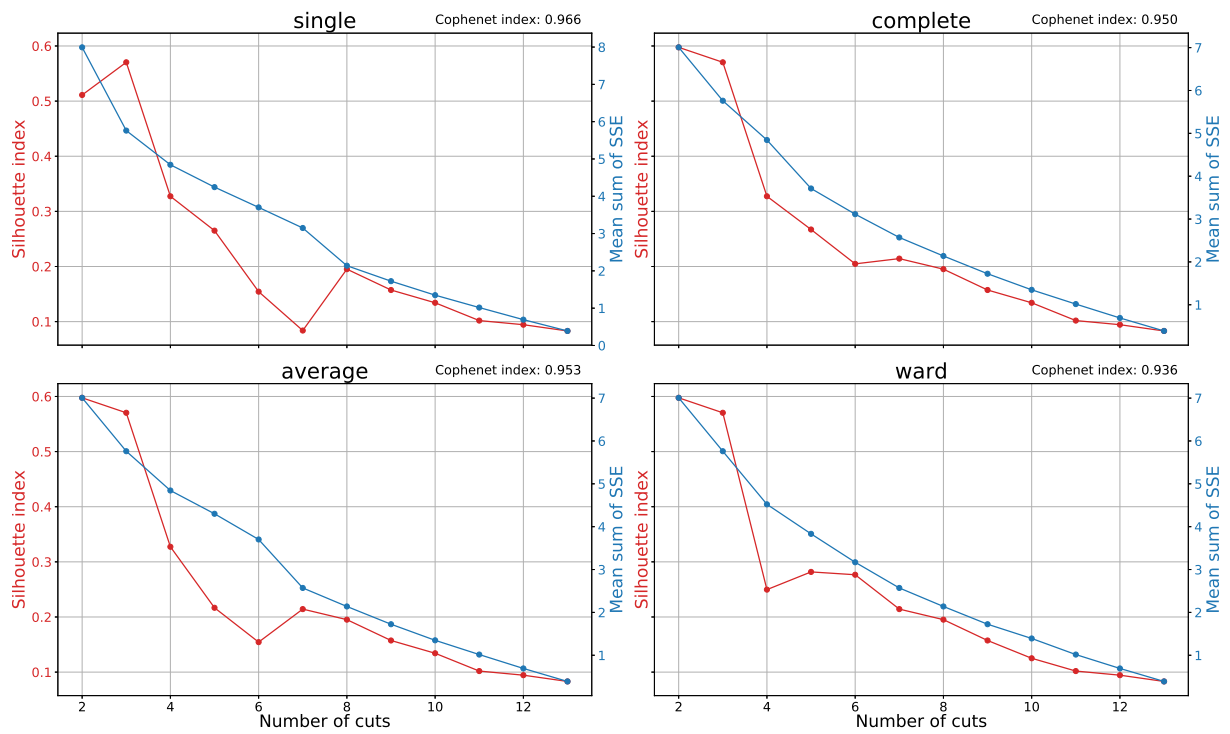 single
Cophenet index: 0.966
complete
Cophenet index: 0.950
0.6
0.5
0.4
0.3
0.2
0.1
Silhouette index
8
7
6
5
4
3
2
1
0
Mean sum of SSE
Silhouette index
7
6
5
4
3
2
1
Mean sum of SSE
average
Cophenet index: 0.953
ward
Cophenet index: 0.936
0.6
0.5
0.4
0.3
0.2
0.1
Silhouette index
7
6
5
4
3
2
1
Mean sum of SSE
Silhouette index
7
6
5
4
3
2
1
Mean sum of SSE
2 4 6 8 10 12
Number of cuts
2 4 6 8 10 12
Number of cuts